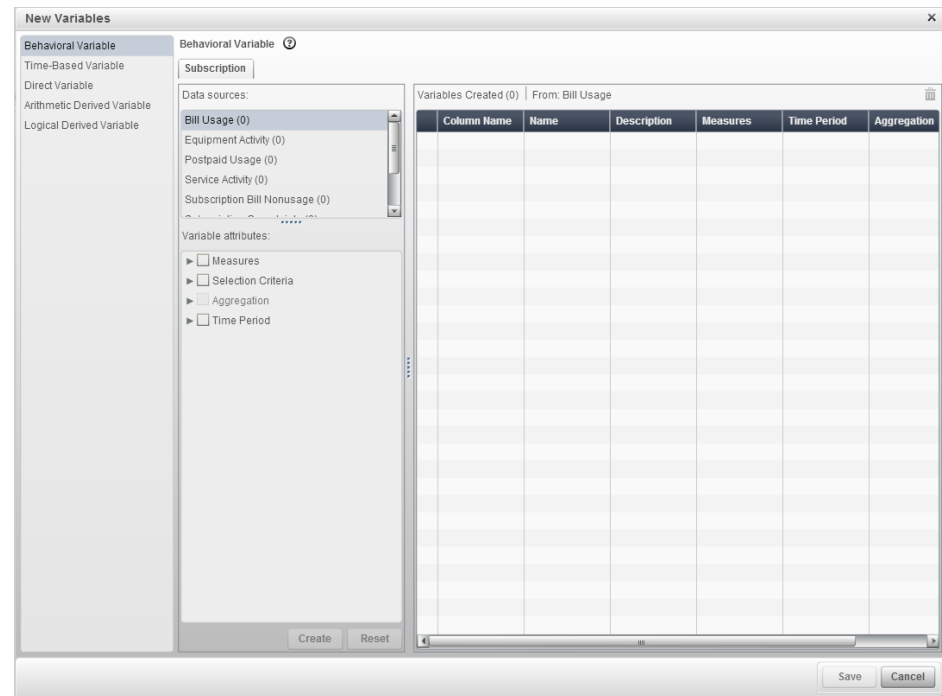 New Variables
Behavioral Variable
Time-Based Variable
Direct Variable
Arithmetic Derived Variable
Logical Derived Variable
Behavioral Variable
Subscription
Data sources:
Bill Usage (0)
Equipment Activity (0)
Postpaid Usage (0)
Service Activity (0)
Subscription Bill Nonusage (0)
Variable attributes:
Measures
Selection Criteria
Aggregation
Time Period
Create Reset
Variables Created (0) | From: Bill Usage
Column Name Name Description Measures Time Period Aggregation
Save Cancel